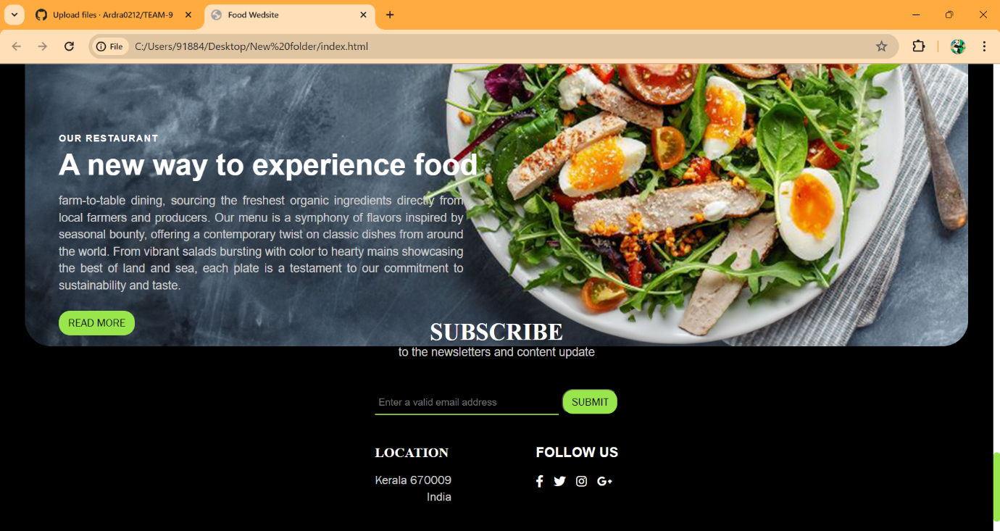 Upload files · Ardra0212/TEAM-9
Food Wedsite
File
C:/Users/91884/Desktop/New%20folder/index.html
OUR RESTAURANT
A new way to experience food
farm-to-table dining, sourcing the freshest organic ingredients directly from
local farmers and producers. Our menu is a symphony of flavors inspired by
seasonal bounty, offering a contemporary twist on classic dishes from around
the world. From vibrant salads bursting with color to hearty mains showcasing
the best of land and sea, each plate is a testament to our commitment to
sustainability and taste.
READ MORE
SUBSCRIBE
to the newsletters and content update
Enter a valid email address
SUBMIT
LOCATION
Kerala 670009
India
FOLLOW US